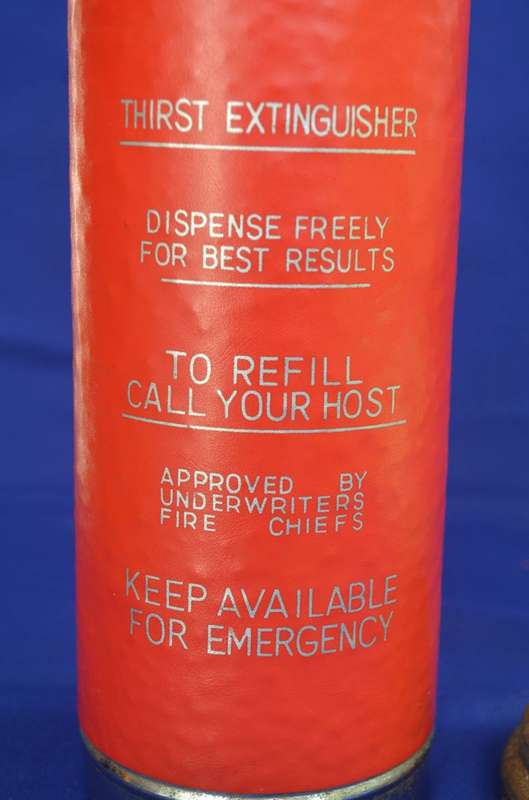 THIRST EXTINGUISHER
DISPENSE FREELY
FOR BEST RESULTS
TO REFILL
CALL YOUR HOST
APPROVED BY
UNDERWRITERS
FIRE CHIEFS
KEEP AVAILABLE
FOR EMERGENCY